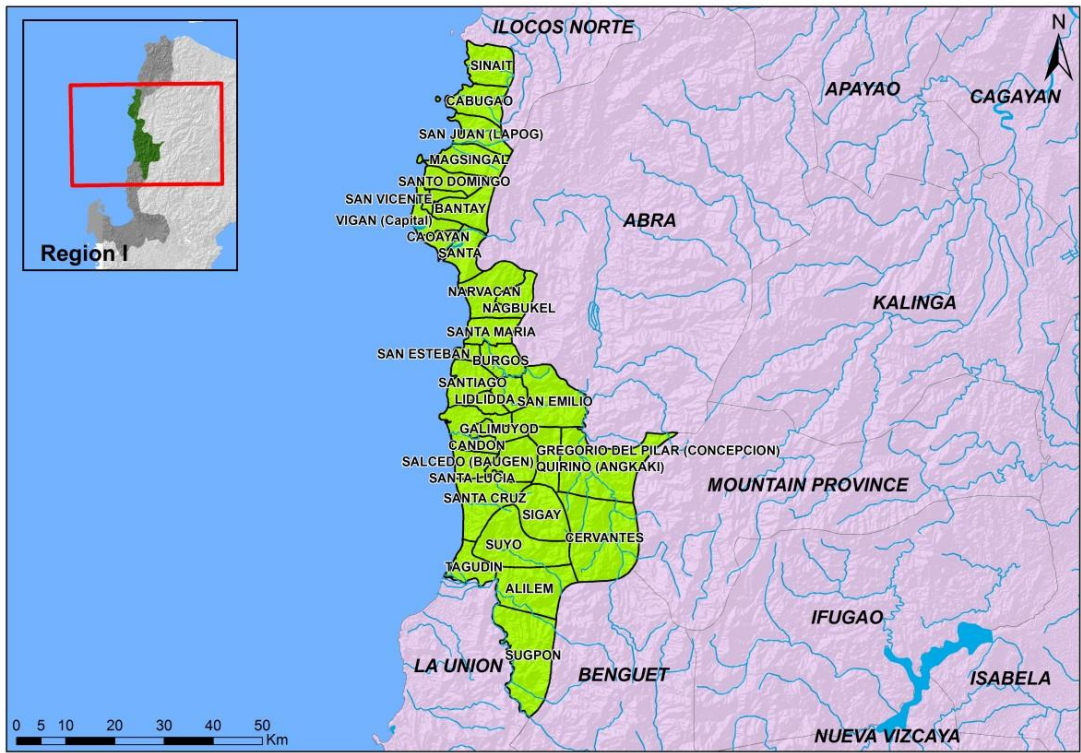 ILOCOS NORTE
N
SINAIT
APAYAO
CAGAYAN
CABUGAO
SAN JUAN (LAPOG)
MAGSINGAL
SANTO DOMINGO
SAN VICENTE
BANTAY
VIGAN (Capital)
ABRA
CAOAYAN
Region I
SANTA
NARVACAN
KALINGA
NAGBUKEL
SANTA MARIA
SAN ESTEBAN
BURGOS
SANTIAGO
LIDLIDDA
SAN EMILIO
GALIMUYOD
CANDON
GREGORIO DEL PILAR (CONCEPCION)
SALCEDO (BAUGEN)
QUIRINO (ANGKAKI)
SANTA LUCIA
MOUNTAIN PROVINCE
SANTA CRUZ
SIGAY
CERVANTES
SUYO
TAGUDIN
ALILEM
IFUGAO
SUGPON
LA UNION
BENGUET
ISABELA
NUEVA VIZCAYA
0 5 10 20 30 40 50
Km